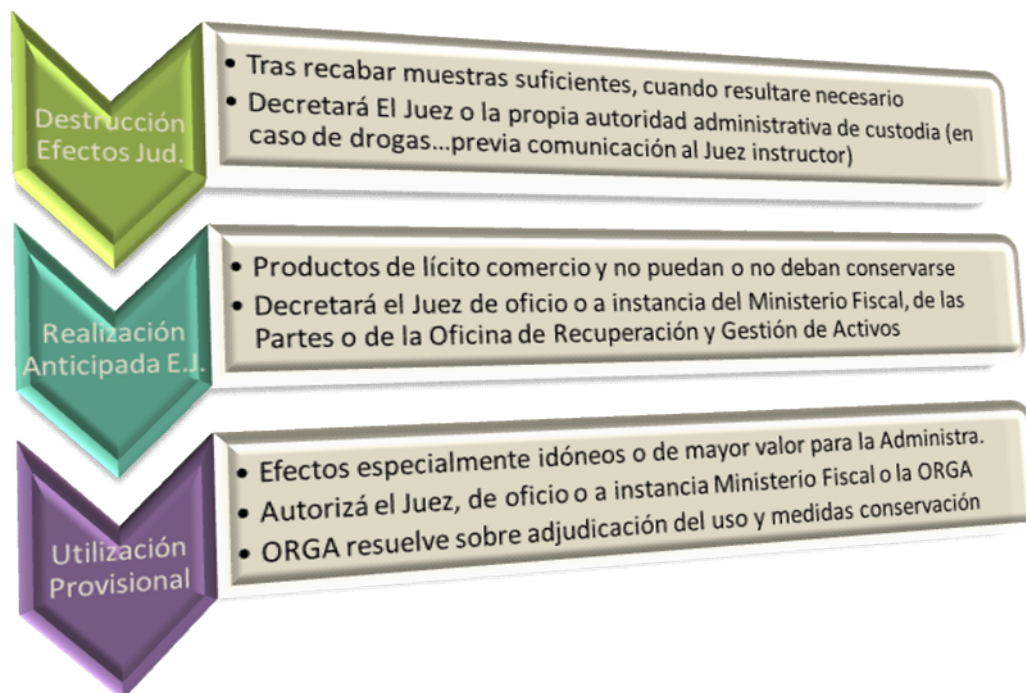 Destrucción
Efectos Jud.
• Tras recabar muestras suficientes, cuando resultare necesario
• Decretará El Juez o la propia autoridad administrativa de custodia (en
caso de drogas...previa comunicación al Juez instructor)
Realización
Anticipada E.J.
• Productos de lícito comercio y no puedan o no deban conservarse
• Decretará el Juez de oficio o a instancia del Ministerio Fiscal, de las
Partes o de la Oficina de Recuperación y Gestión de Activos
Utilización
Provisional
• Efectos especialmente idóneos o de mayor valor para la Administra.
• Autorizá el Juez, de oficio o a instancia Ministerio Fiscal o la ORGA
• ORGA resuelve sobre adjudicación del uso y medidas conservación